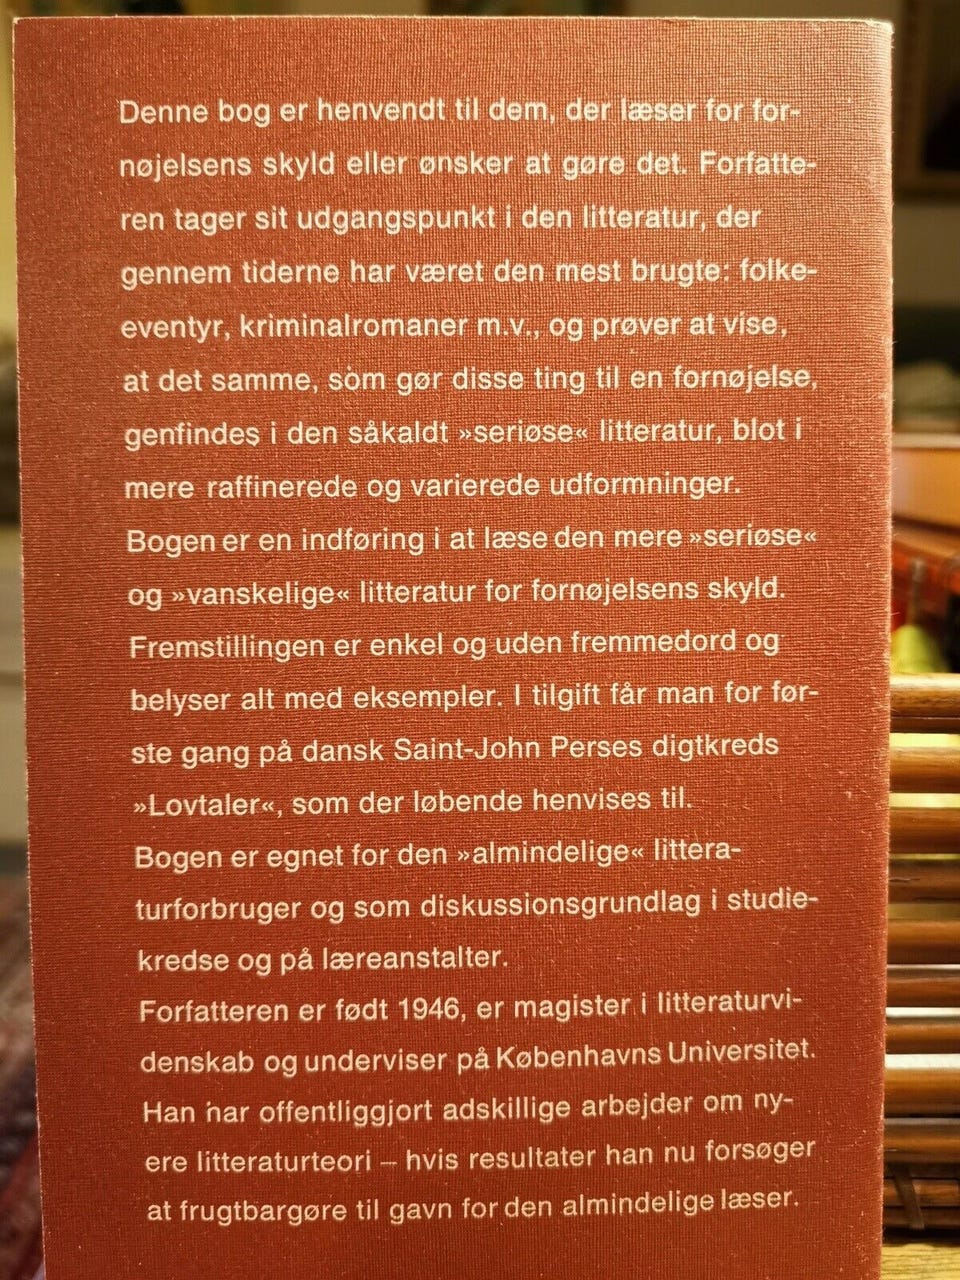 Denne bog er henvendt til dem, der læser for for-
nøjelsens skyld eller ønsker at gøre det. Forfatte-
ren tager sit udgangspunkt i den litteratur, der
gennem tiderne har været den mest brugte: folke-
eventyr, kriminalromaner m.v., og prøver at vise,
at det samme, som gør disse ting til en fornøjelse,
genfindes i den såkaldt »seriøse« litteratur, blot i
mere raffinerede og varierede udformninger.
Bogen er en indføring i at læse den mere »seriøse«
og »vanskelige« litteratur for fornøjelsens skyld.
Fremstillingen er enkel og uden fremmedord og
belyser alt med eksempler. I tilgift får man for før-
ste gang på dansk Saint-John Perses digtkreds
»Lovtaler«, som der løbende henvises til.
Bogen er egnet for den »almindelige« littera-
turforbruger og som diskussionsgrundlag i studie-
kredse og på læreanstalter.
Forfatteren er født 1946, er magister i litteraturvi-
denskab og underviser på Københavns Universitet.
Han har offentliggjort adskillige arbejder om ny-
ere litteraturteori – hvis resultater han nu forsøger
at frugtbargøre til gavn for den almindelige læser.